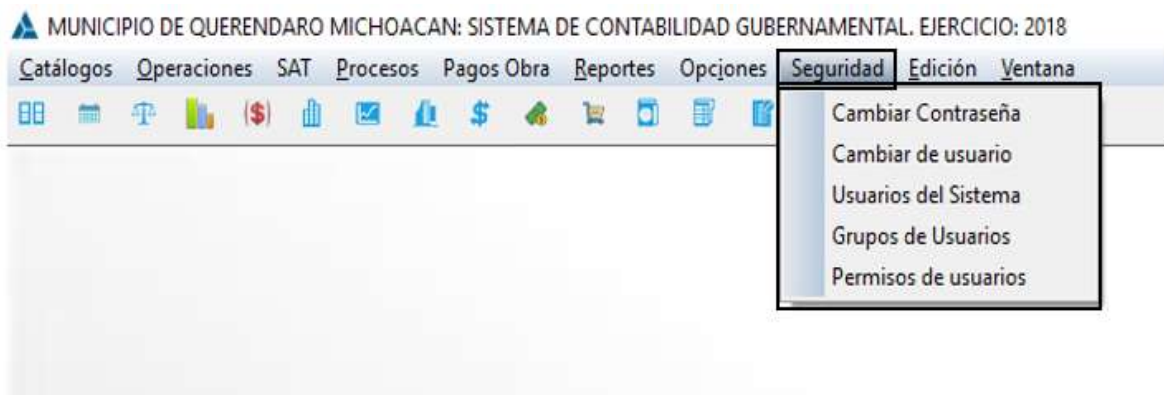 MUNICIPIO DE QUERENDARO MICHOACAN: SISTEMA DE CONTABILIDAD GUBERNAMENTAL. EJERCICIO: 2018
Catálogos Operaciones SAT Procesos Pagos Obra Reportes Opciones Seguridad Edición Ventana
Cambiar Contraseña
Cambiar de usuario
Usuarios del Sistema
Grupos de Usuarios
Permisos de usuarios